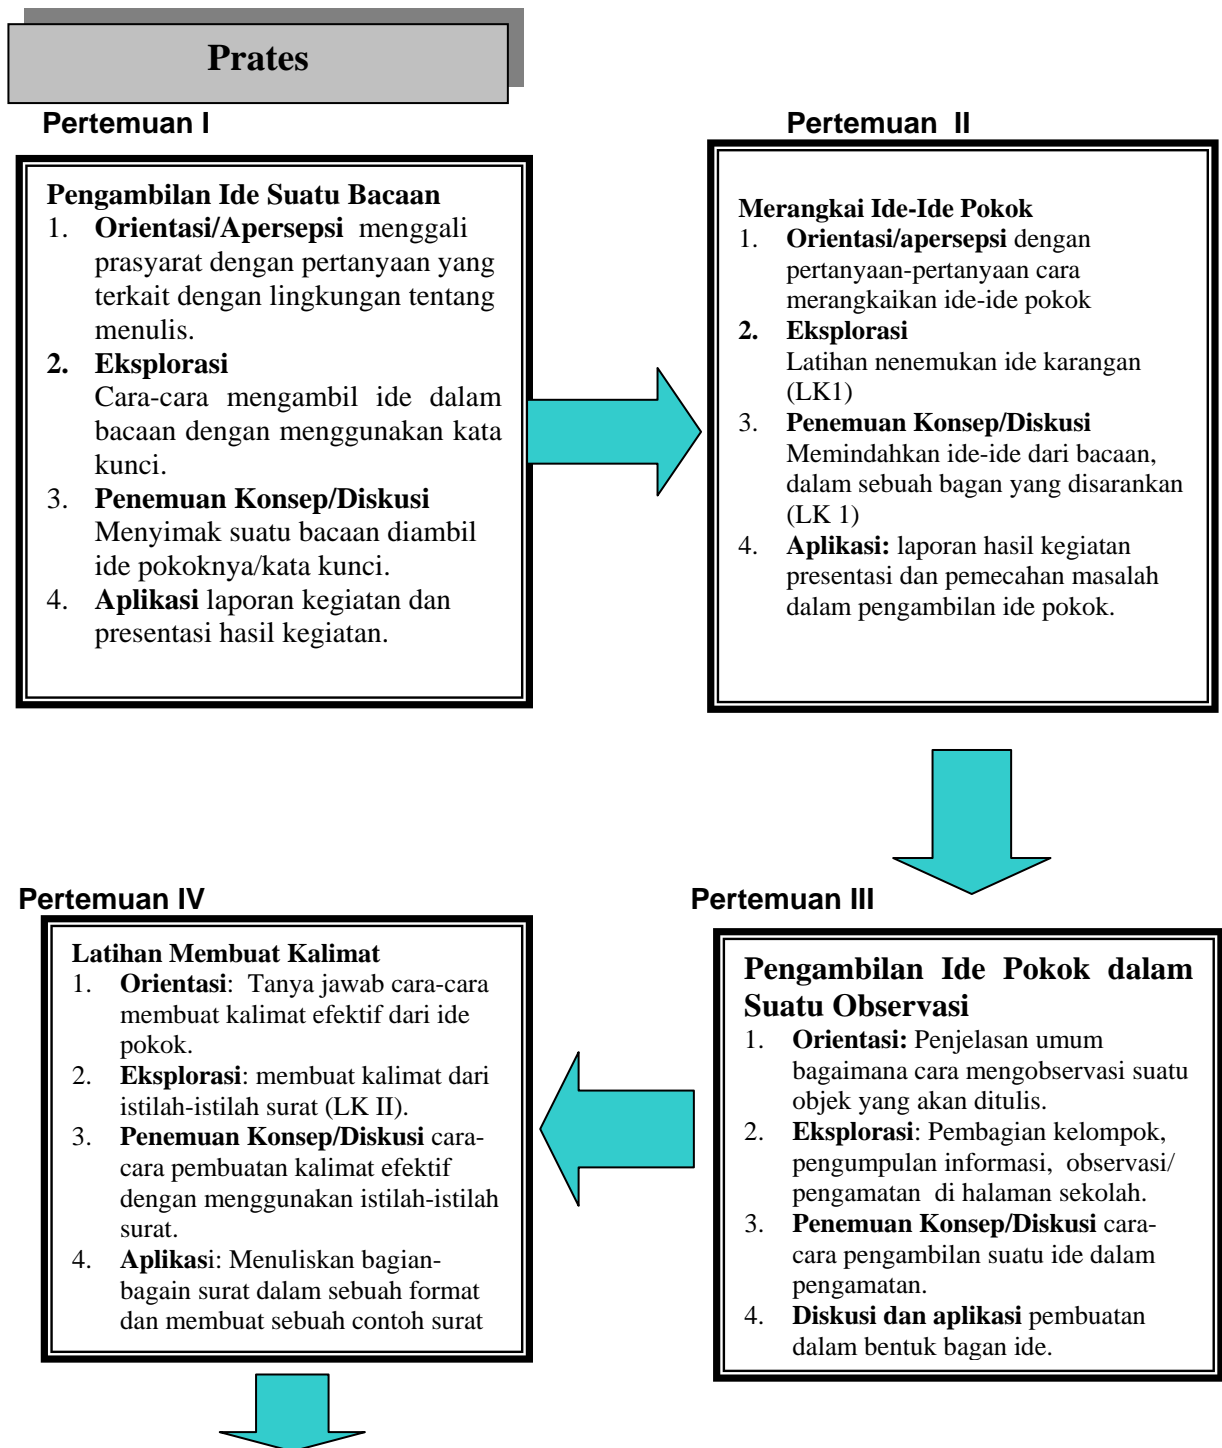 Prates
Pertemuan I
Pengambilan Ide Suatu Bacaan
1. Orientasi/Apersepsi menggali
prasyarat dengan pertanyaan yang
terkait dengan lingkungan tentang
menulis.
2. Eksplorasi
Cara-cara mengambil ide dalam
bacaan dengan menggunakan kata
kunci.
3. Penemuan Konsep/Diskusi
Menyimak suatu bacaan diambil
ide pokoknya/kata kunci.
4. Aplikasi laporan kegiatan dan
presentasi hasil kegiatan.
Pertemuan II
Merangkai Ide-Ide Pokok
1. Orientasi/apersepsi dengan
pertanyaan-pertanyaan cara
merangkaikan ide-ide pokok
2. Eksplorasi
Latihan nenemukan ide karangan
(LK1)
3. Penemuan Konsep/Diskusi
Memindahkan ide-ide dari bacaan,
dalam sebuah bagan yang disarankan
(LK 1)
4. Aplikasi: laporan hasil kegiatan
presentasi dan pemecahan masalah
dalam pengambilan ide pokok.
Pertemuan III
Pengambilan Ide Pokok dalam
Suatu Observasi
1. Orientasi: Penjelasan umum
bagaimana cara mengobservasi suatu
objek yang akan ditulis.
2. Eksplorasi: Pembagian kelompok,
pengumpulan informasi, observasi/
pengamatan di halaman sekolah.
3. Penemuan Konsep/Diskusi cara-
cara pengambilan suatu ide dalam
pengamatan.
4. Diskusi dan aplikasi pembuatan
dalam bentuk bagan ide.
Pertemuan IV
Latihan Membuat Kalimat
1. Orientasi: Tanya jawab cara-cara
membuat kalimat efektif dari ide
pokok.
2. Eksplorasi: membuat kalimat dari
istilah-istilah surat (LK II).
3. Penemuan Konsep/Diskusi cara-
cara pembuatan kalimat efektif
dengan menggunakan istilah-istilah
surat.
4. Aplikasi: Menuliskan bagian-
bagain surat dalam sebuah format
dan membuat sebuah contoh surat